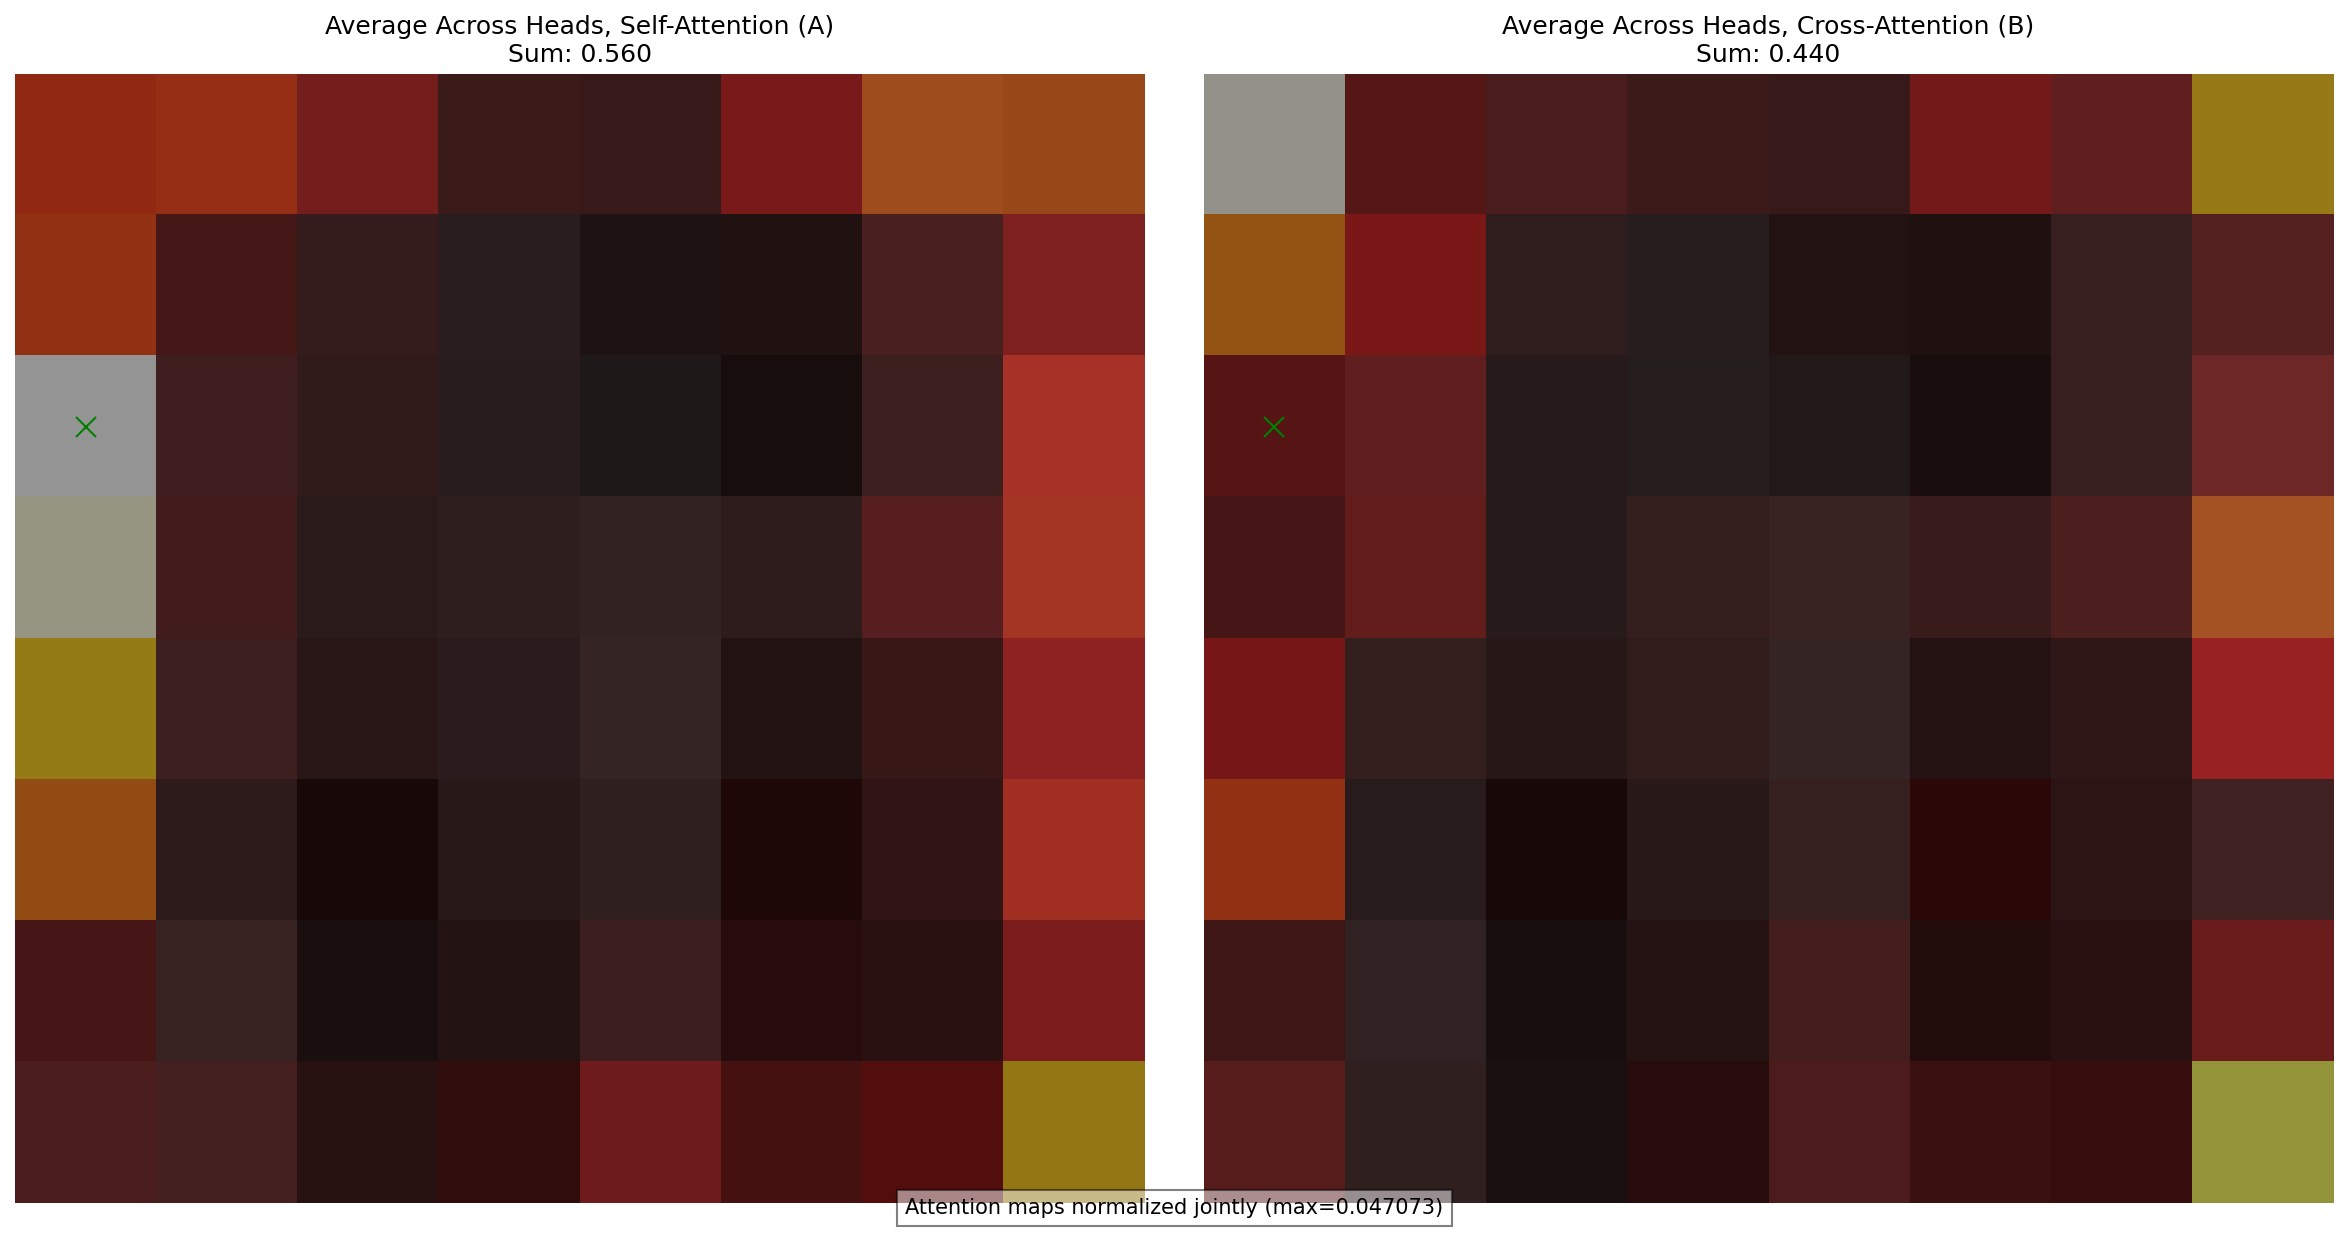 Average Across Heads, Self-Attention (A)
Sum: 0.560
Average Across Heads, Cross-Attention (B)
Sum: 0.440
Attention maps normalized jointly (max=0.047073)